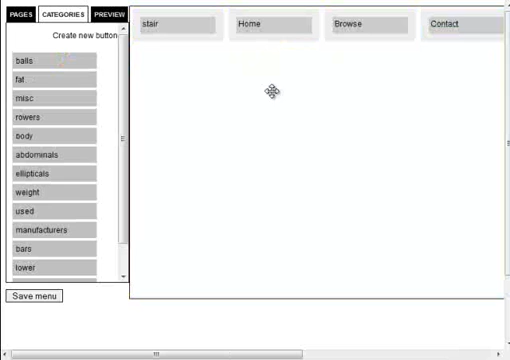 PAGES CATEGORIES PREVIEW
Create new button
balls
fat
misc
rowers
body
abdominals
ellipticals
weight
used
manufacturers
bars
lower
Save menu
stair Home Browse Contact